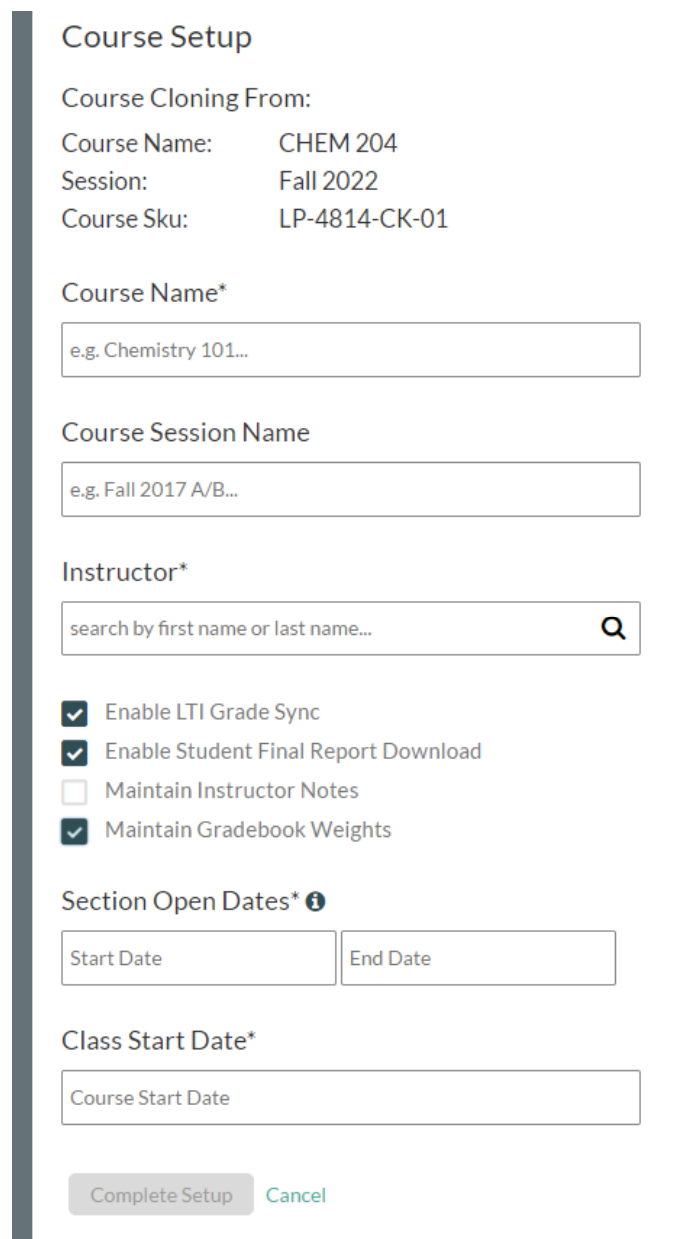 Course Setup
Course Cloning From:
Course Name: CHEM 204
Session: Fall 2022
Course Sku: LP-4814-CK-01
Course Name*
e.g. Chemistry 101...
Course Session Name
e.g. Fall 2017 A/B...
Instructor*
search by first name or last name...
Enable LTI Grade Sync
Enable Student Final Report Download
Maintain Instructor Notes
Maintain Gradebook Weights
Section Open Dates*
Start Date End Date
Class Start Date*
Course Start Date
Complete Setup Cancel